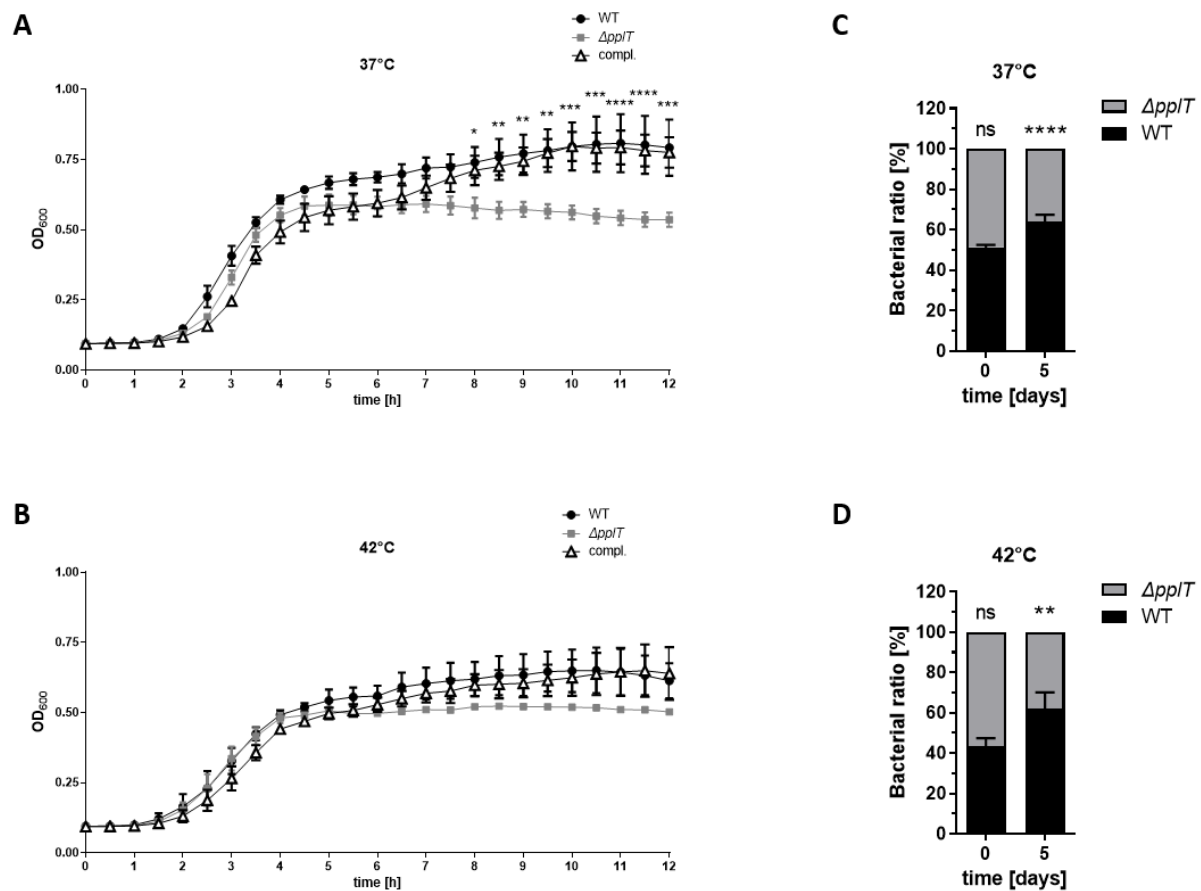 A
WT
ΔpplT
compl.
37°C
1.00
0.75
0.50
0.25
0.00
OD600
* ** ** ** *** *** **** **** ***
0 1 2 3 4 5 6 7 8 9 10 11 12
time [h]
B
WT
ΔpplT
compl.
42°C
1.00
0.75
0.50
0.25
0.00
OD600
0 1 2 3 4 5 6 7 8 9 10 11 12
time [h]
C
37°C
ΔpplT
WT
120
100
80
60
40
20
0
Bacterial ratio [%]
ns ****
0 5
time [days]
D
42°C
ΔpplT
WT
120
100
80
60
40
20
0
Bacterial ratio [%]
ns **
0 5
time [days]